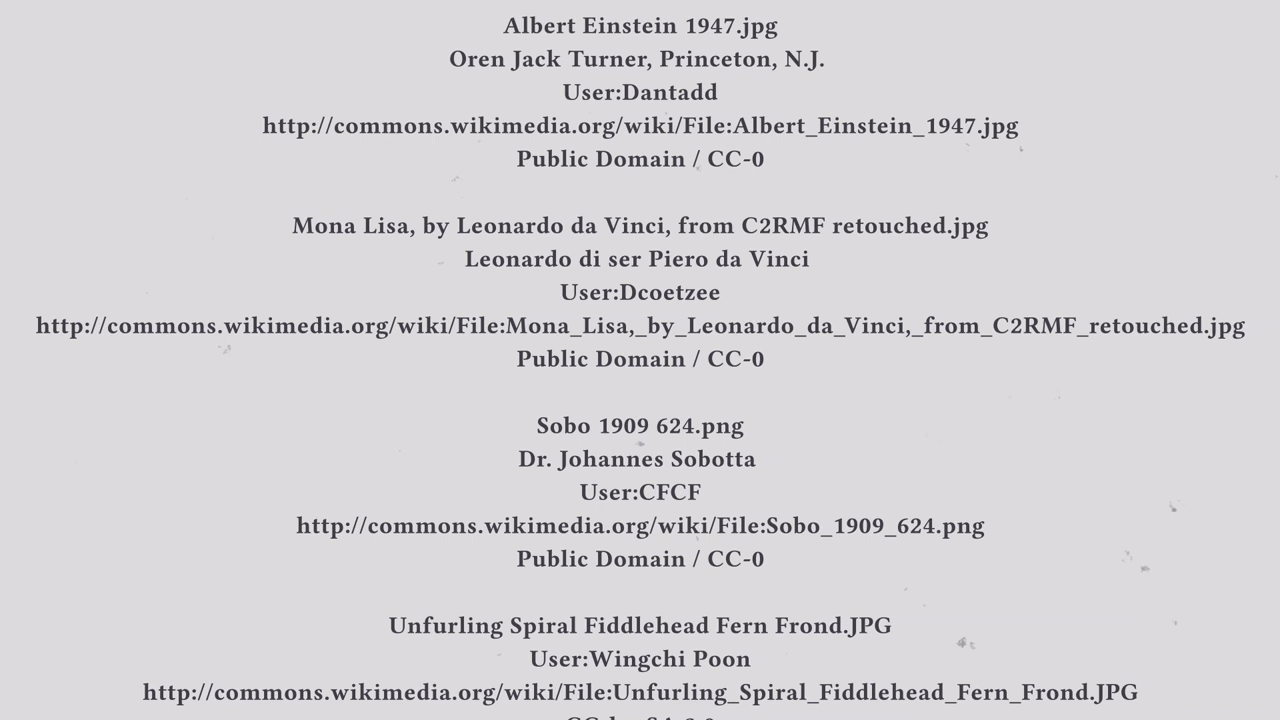 Albert Einstein 1947.jpg
Oren Jack Turner, Princeton, N.J.
User:Dantadd
http://commons.wikimedia.org/wiki/File:Albert_Einstein_1947.jpg
Public Domain / CC-0
Mona Lisa, by Leonardo da Vinci, from C2RMF retouched.jpg
Leonardo di ser Piero da Vinci
User:Dcoetzee
http://commons.wikimedia.org/wiki/File:Mona_Lisa,_by_Leonardo_da_Vinci,_from_C2RMF_retouched.jpg
Public Domain / CC-0
Sobo 1909 624.png
Dr. Johannes Sobotta
User:CFCF
http://commons.wikimedia.org/wiki/File:Sobo_1909_624.png
Public Domain / CC-0
Unfurling Spiral Fiddlehead Fern Frond.JPG
User:Wingchi Poon
http://commons.wikimedia.org/wiki/File:Unfurling_Spiral_Fiddlehead_Fern_Frond.JPG